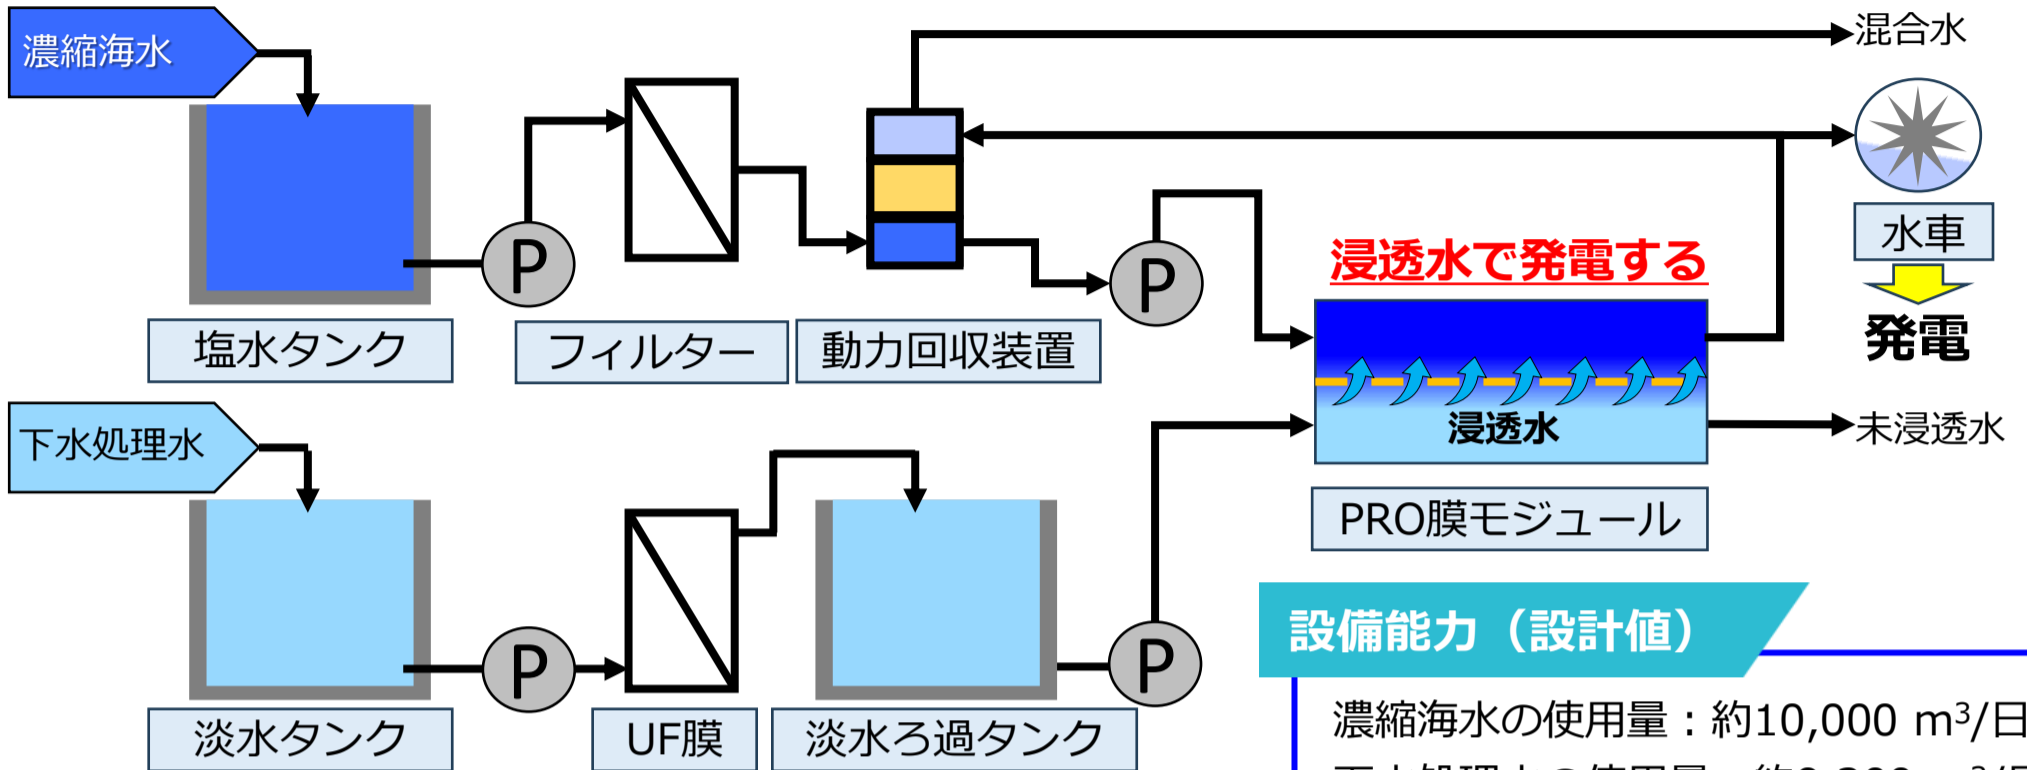 濃縮海水
混合水
P
P
水車
浸透水で発電する
塩水タンク
フィルター
動力回収装置
発電
下水処理水
浸透水
未浸透水
PRO膜モジュール
P
P
設備能力（設計値）
淡水タンク
UF膜
淡水ろ過タンク
濃縮海水の使用量：約10,000 m³/日